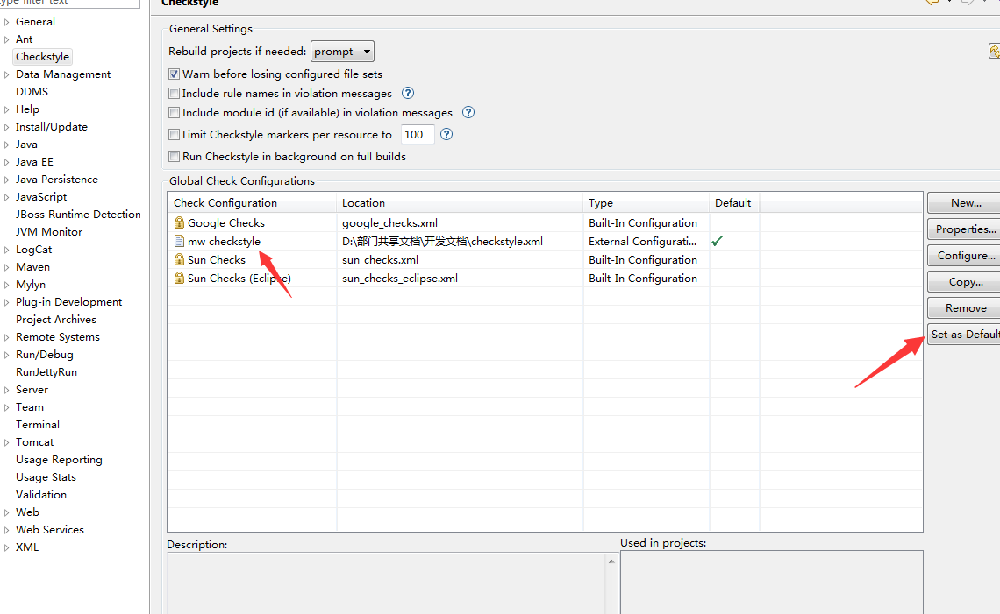 type filter text
General
Ant
Checkstyle
Data Management
DDMS
Help
Install/Update
Java
Java EE
Java Persistence
JavaScript
JBoss Runtime Detection
JVM Monitor
LogCat
Maven
Mylyn
Plug-in Development
Project Archives
Remote Systems
Run/Debug
RunJettyRun
Server
Team
Terminal
Tomcat
Usage Reporting
Usage Stats
Validation
Web
Web Services
XML
Checkstyle
General Settings
Rebuild projects if needed: prompt
Warn before losing configured file sets
Include rule names in violation messages
Include module id (if available) in violation messages
Limit Checkstyle markers per resource to 100
Run Checkstyle in background on full builds
Global Check Configurations
Check Configuration Location Type Default
Google Checks google_checks.xml Built-In Configuration
mw checkstyle D:\部门共享文档\开发文档\checkstyle.xml External Configurati...
Sun Checks sun_checks.xml Built-In Configuration
Sun Checks (Eclipse) sun_checks_eclipse.xml Built-In Configuration
New...
Properties...
Configure...
Copy...
Remove
Set as Default
Description:
Used in projects: